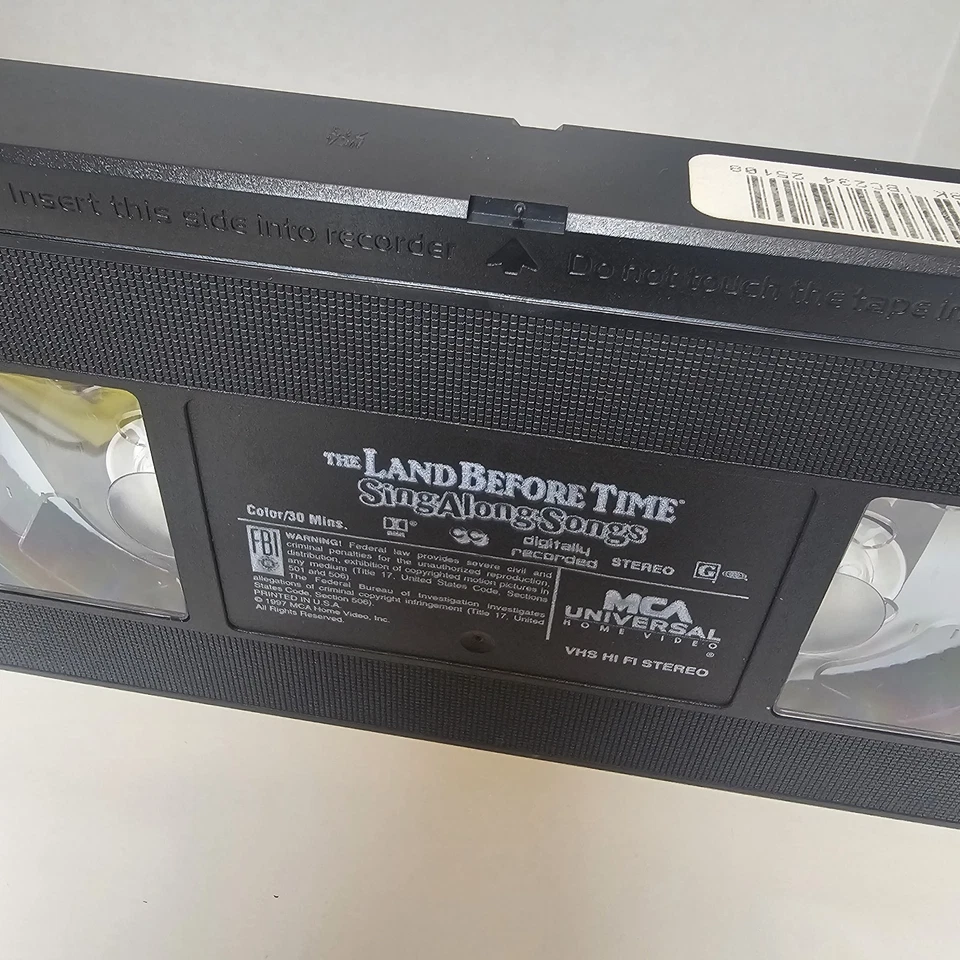 Insert this side into recorder
Do not touch the tape in
THE LAND BEFORE TIME™
Sing Along Songs
Color/30 Mins.
digitally
recorded
STEREO
G
FBI
WARNING! Federal law provides severe civil and
criminal penalties for the unauthorized reproduction
distribution, exhibition of copyrighted motion pictures in
any medium (Title 17, United States Code, Sections
501 and 506)
The Federal Bureau of Investigation investigates
allegations of criminal copyright infringement (Title 17, United
States Code, Section 506).
PRINTED IN U.S.A.
© 1997 MCA Home Video, Inc.
All Rights Reserved.
MCA
UNIVERSAL
HOME VIDEO
®
VHS HI FI STEREO